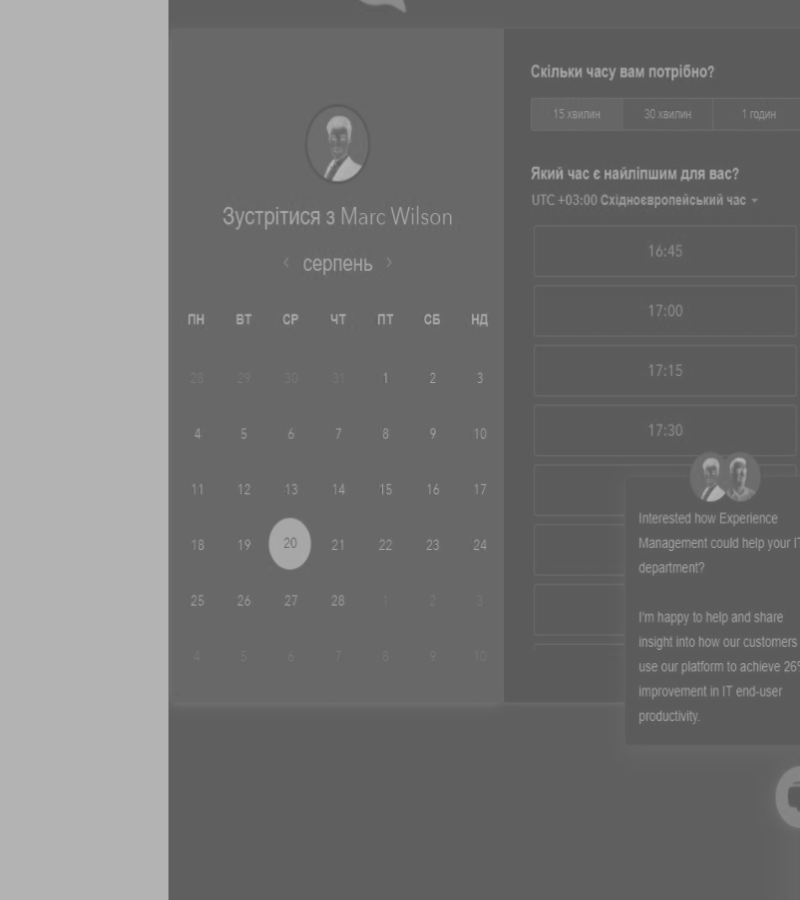 Зустрітися з Marc Wilson
‹ серпень ›
ПН ВТ СР ЧТ ПТ СБ НД
28 29 30 31 1 2 3
4 5 6 7 8 9 10
11 12 13 14 15 16 17
18 19 20 21 22 23 24
25 26 27 28 1 2 3
4 5 6 7 8 9 10
Скільки часу вам потрібно?
15 хвилин 30 хвилин 1 годин
Який час є найліпшим для вас?
UTC +03:00 Східноєвропейський час
16:45
17:00
17:15
17:30
Interested how Experience
Management could help your IT
department?
I'm happy to help and share
insight into how our customers
use our platform to achieve 26%
improvement in IT end-user
productivity.